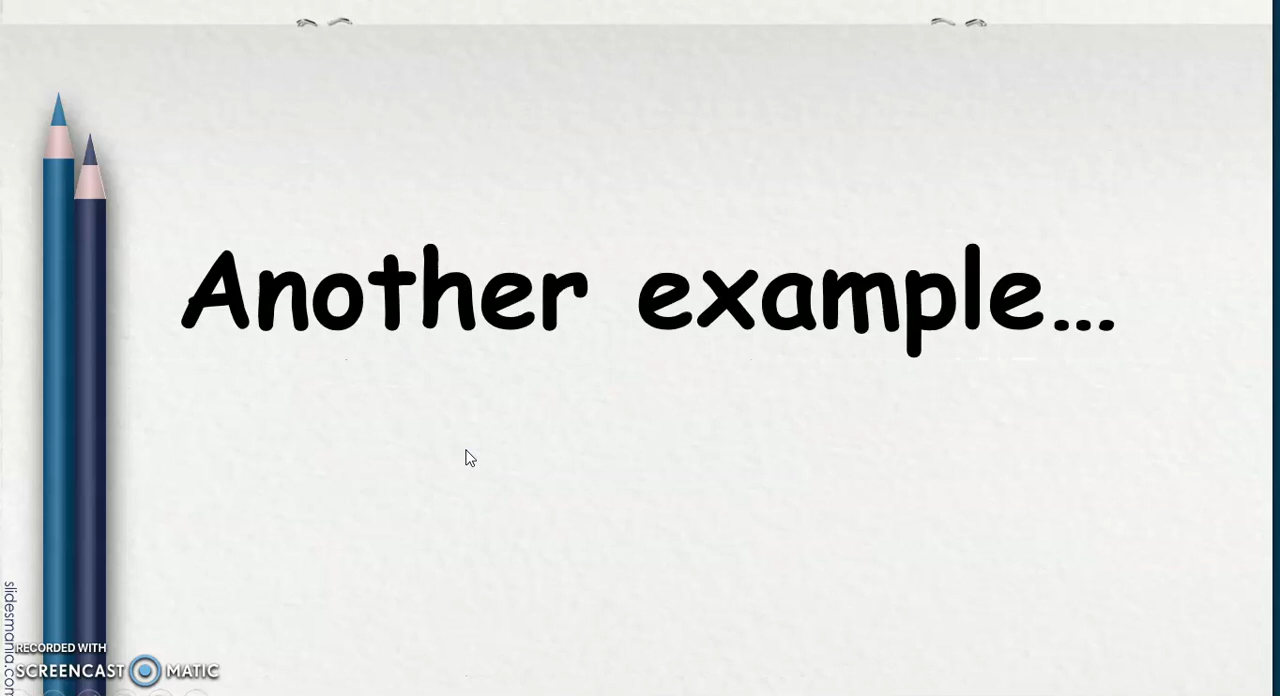 Another example...
slidesmania.com
RECORDED WITH
SCREENCAST MATIC